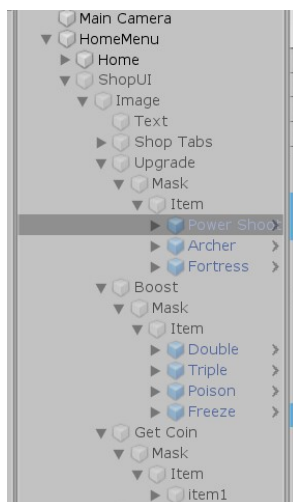 Main Camera
HomeMenu
Home
ShopUI
Image
Text
Shop Tabs
Upgrade
Mask
Item
Power Shoo
Archer
Fortress
Boost
Mask
Item
Double
Triple
Poison
Freeze
Get Coin
Mask
Item
item1